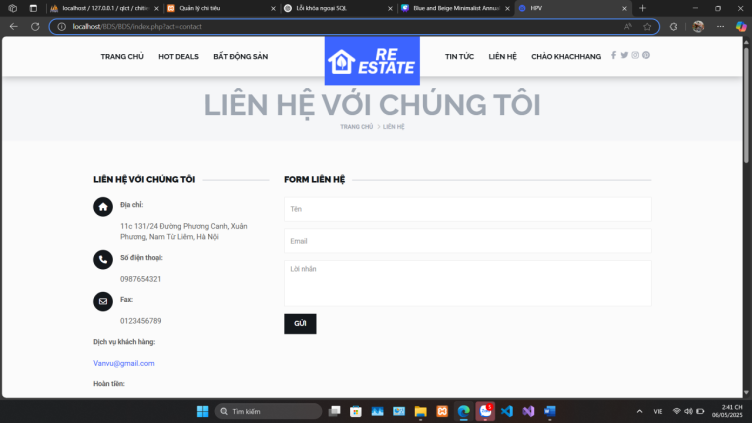 localhost / 127.0.0.1 / qlct / chitie
Quản lý chi tiêu
Lỗi khóa ngoại SQL
Blue and Beige Minimalist Annual
HPV
localhost/BDS/BDS/index.php?act=contact
TRANG CHỦ
HOT DEALS
BẤT ĐỘNG SẢN
RE
ESTATE
TIN TỨC
LIÊN HỆ
CHÀO KHACHHANG
LIÊN HỆ VỚI CHÚNG TÔI
TRANG CHỦ > LIÊN HỆ
LIÊN HỆ VỚI CHÚNG TÔI
Địa chỉ:
11c 131/24 Đường Phương Canh, Xuân
Phương, Nam Từ Liêm, Hà Nội
Số điện thoại:
0987654321
Fax:
0123456789
Dịch vụ khách hàng:
Vanvu@gmail.com
Hoàn tiền:
FORM LIÊN HỆ
Tên
Email
Lời nhắn
GỬI
Tìm kiếm
VIE
2:41 CH
06/05/2025